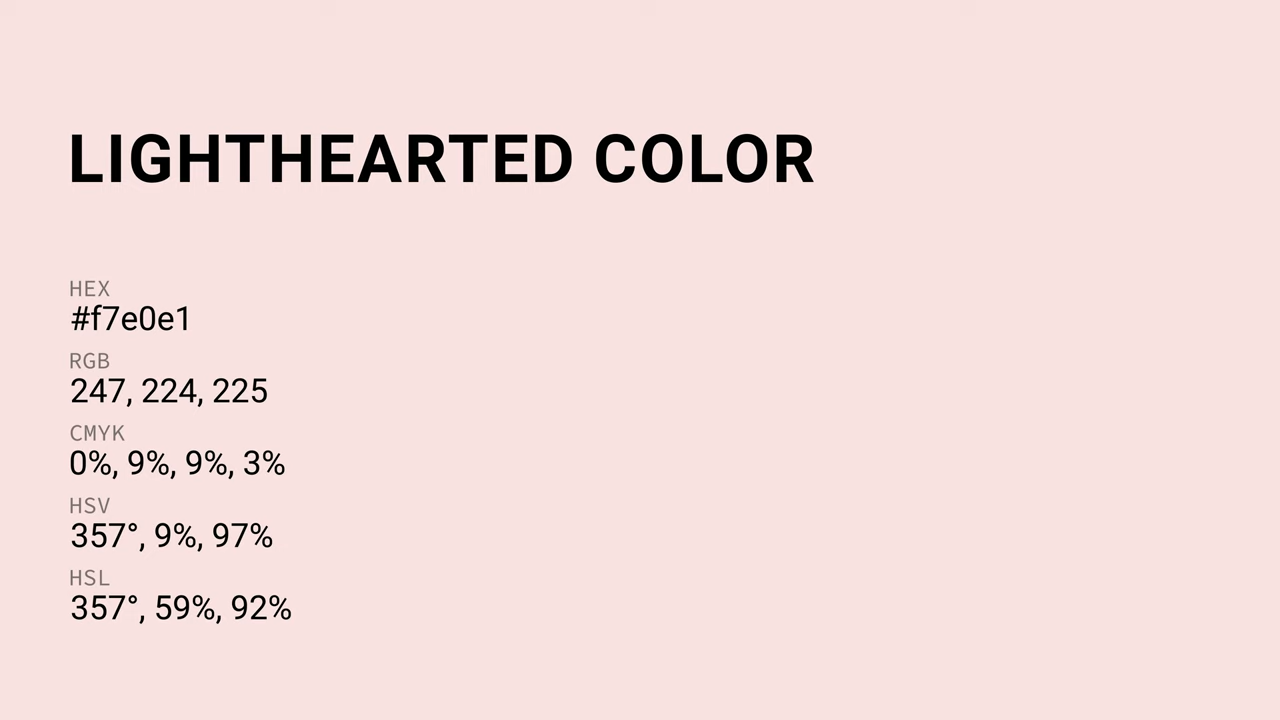 LIGHTHEARTED COLOR
HEX
#f7e0e1
RGB
247, 224, 225
CMYK
0%, 9%, 9%, 3%
HSV
357°, 9%, 97%
HSL
357°, 59%, 92%